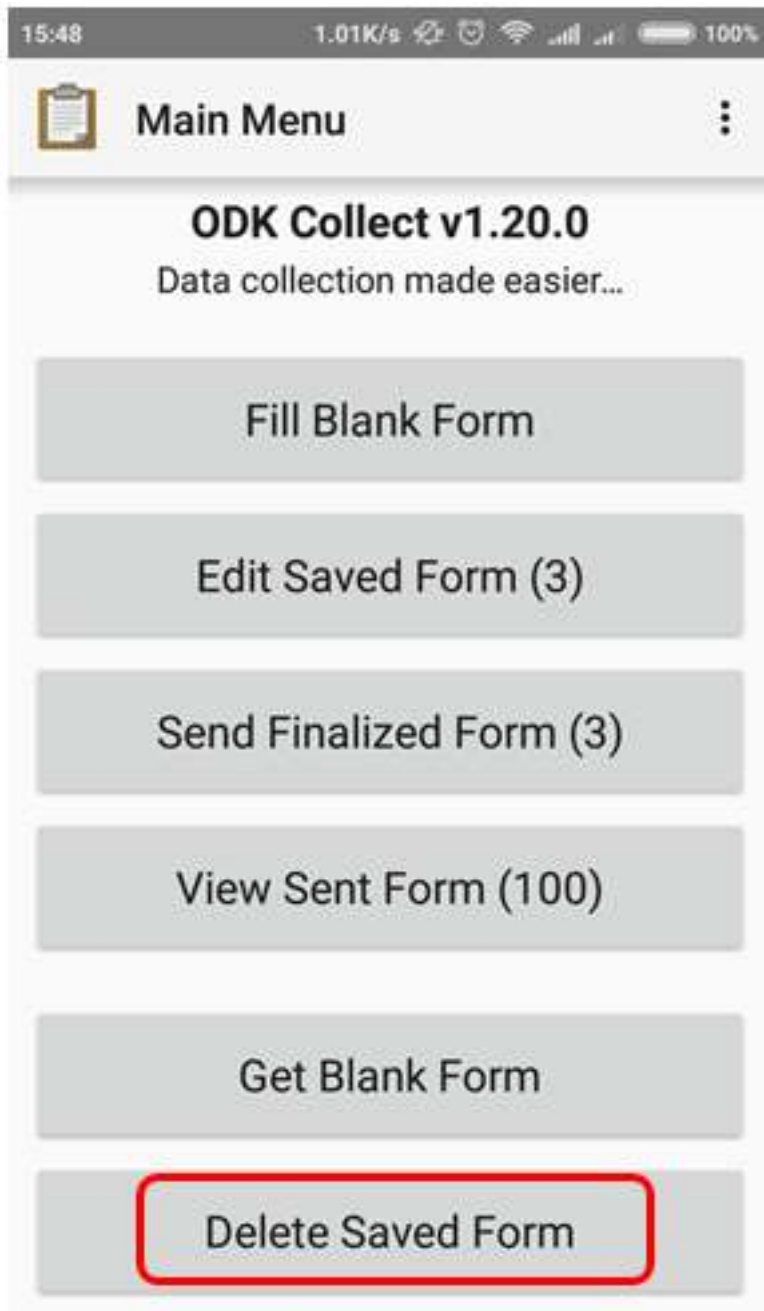 15:48 1.01K/s 100%
Main Menu
ODK Collect v1.20.0
Data collection made easier...
Fill Blank Form
Edit Saved Form (3)
Send Finalized Form (3)
View Sent Form (100)
Get Blank Form
Delete Saved Form